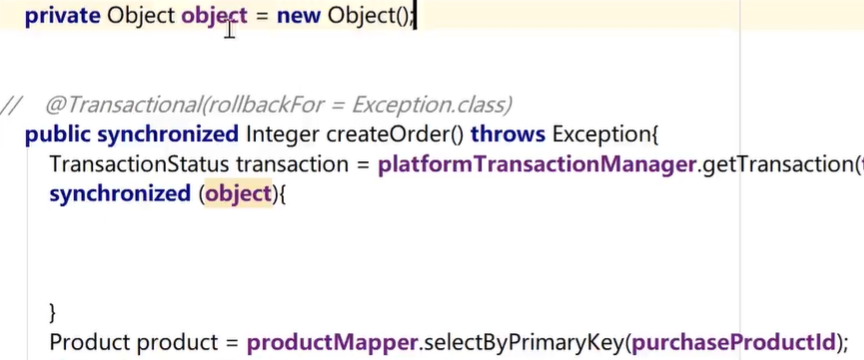 private Object object = new Object();
// @Transactional(rollbackFor = Exception.class)
public synchronized Integer createOrder() throws Exception{
TransactionStatus transaction = platformTransactionManager.getTransaction(
synchronized (object){
}
Product product = productMapper.selectByPrimaryKey(purchaseProductId);